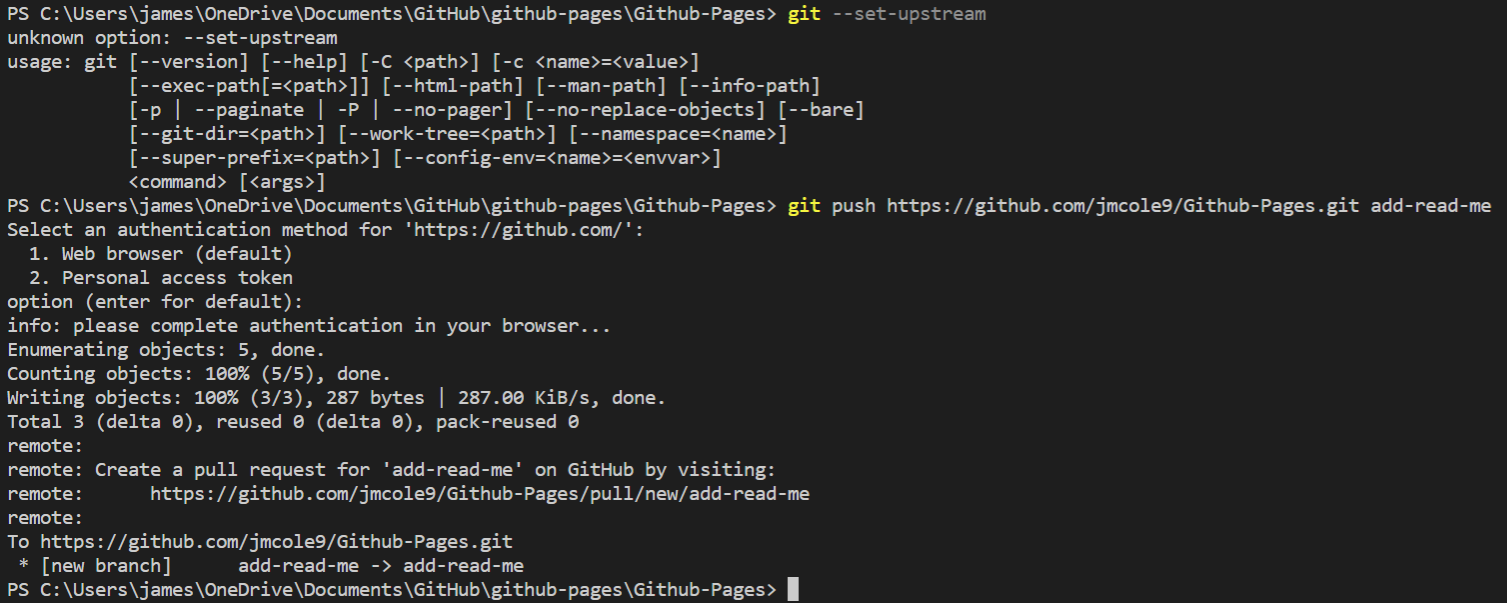 PS C:\Users\james\OneDrive\Documents\GitHub\github-pages\Github-Pages> git --set-upstream
unknown option: --set-upstream
usage: git [--version] [--help] [-C <path>] [-c <name>=<value>]
           [--exec-path[=<path>]] [--html-path] [--man-path] [--info-path]
           [-p | --paginate | -P | --no-pager] [--no-replace-objects] [--bare]
           [--git-dir=<path>] [--work-tree=<path>] [--namespace=<name>]
           [--super-prefix=<path>] [--config-env=<name>=<envvar>]
           <command> [<args>]
PS C:\Users\james\OneDrive\Documents\GitHub\github-pages\Github-Pages> git push https://github.com/jmcole9/Github-Pages.git add-read-me
Select an authentication method for 'https://github.com/':
  1. Web browser (default)
  2. Personal access token
option (enter for default):
info: please complete authentication in your browser...
Enumerating objects: 5, done.
Counting objects: 100% (5/5), done.
Writing objects: 100% (3/3), 287 bytes | 287.00 KiB/s, done.
Total 3 (delta 0), reused 0 (delta 0), pack-reused 0
remote:
remote: Create a pull request for 'add-read-me' on GitHub by visiting:
remote:      https://github.com/jmcole9/Github-Pages/pull/new/add-read-me
remote:
To https://github.com/jmcole9/Github-Pages.git
 * [new branch]      add-read-me -> add-read-me
PS C:\Users\james\OneDrive\Documents\GitHub\github-pages\Github-Pages>